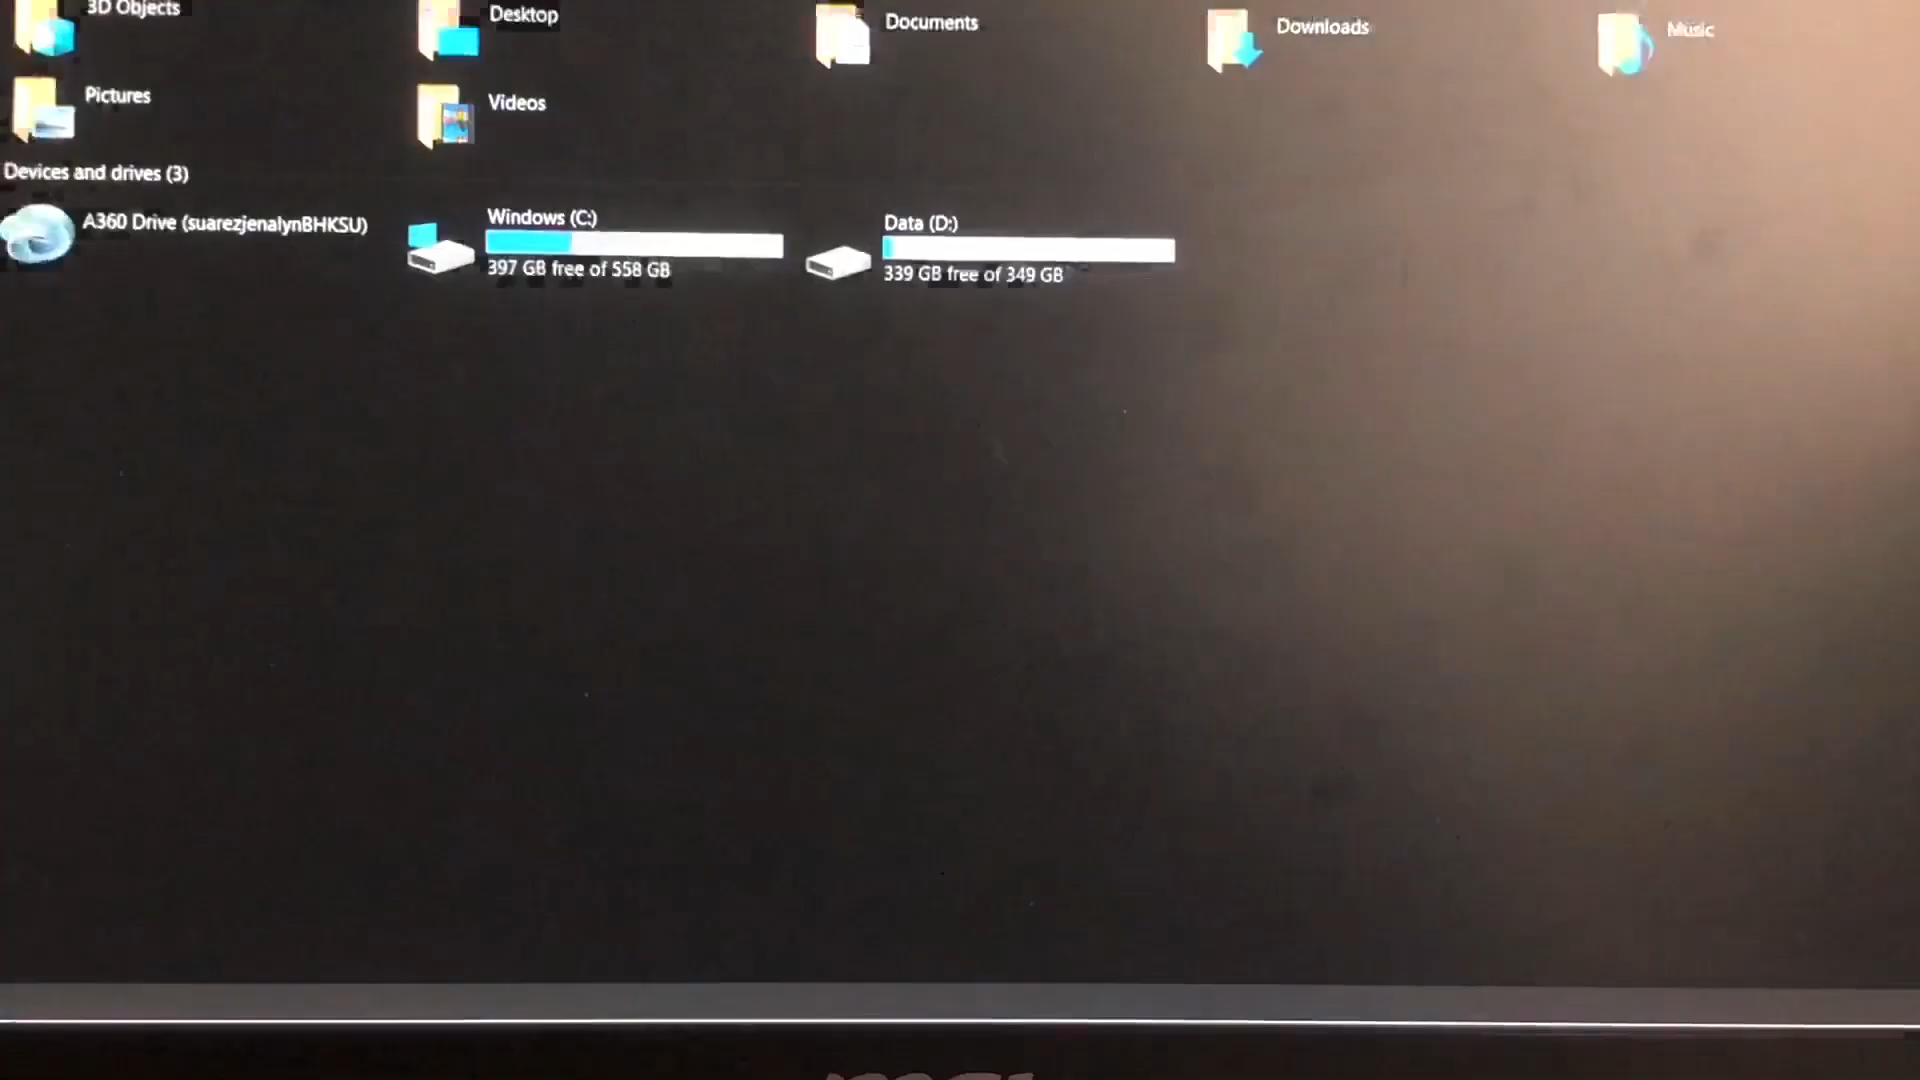 3D Objects
Desktop
Documents
Downloads
Music
Pictures
Videos
Devices and drives (3)
A360 Drive (suarezjenalynBHKSU)
Windows (C:)
397 GB free of 558 GB
Data (D:)
339 GB free of 349 GB